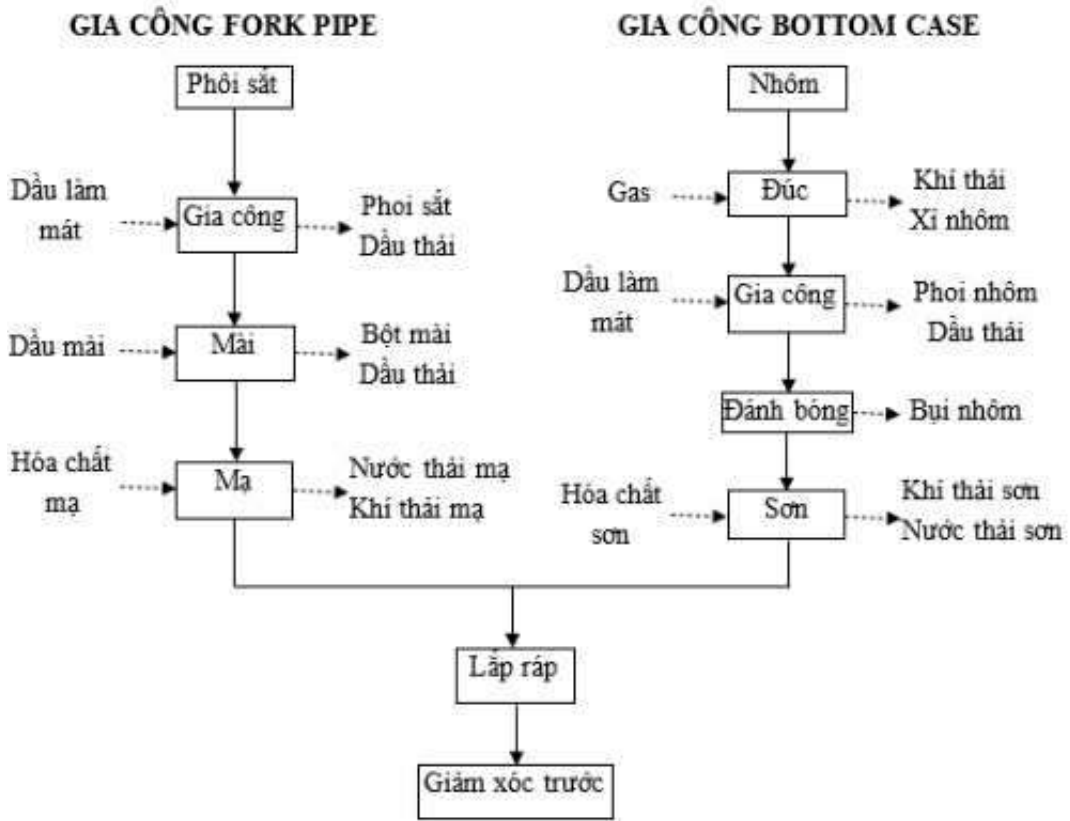 GIA CÔNG FORK PIPE
Phôi sắt
Dầu làm
mát
Gia công
Phoi sắt
Dầu thải
Dầu mài
Mài
Bột mài
Dầu thải
Hóa chất
mạ
Mạ
Nước thải mạ
Khí thải mạ
GIA CÔNG BOTTOM CASE
Nhôm
Gas
Đúc
Khí thải
Xỉ nhôm
Dầu làm
mát
Gia công
Phoi nhôm
Dầu thải
Đánh bóng
Bụi nhôm
Hóa chất
sơn
Sơn
Khí thải sơn
Nước thải sơn
Lắp ráp
Giảm xóc trước